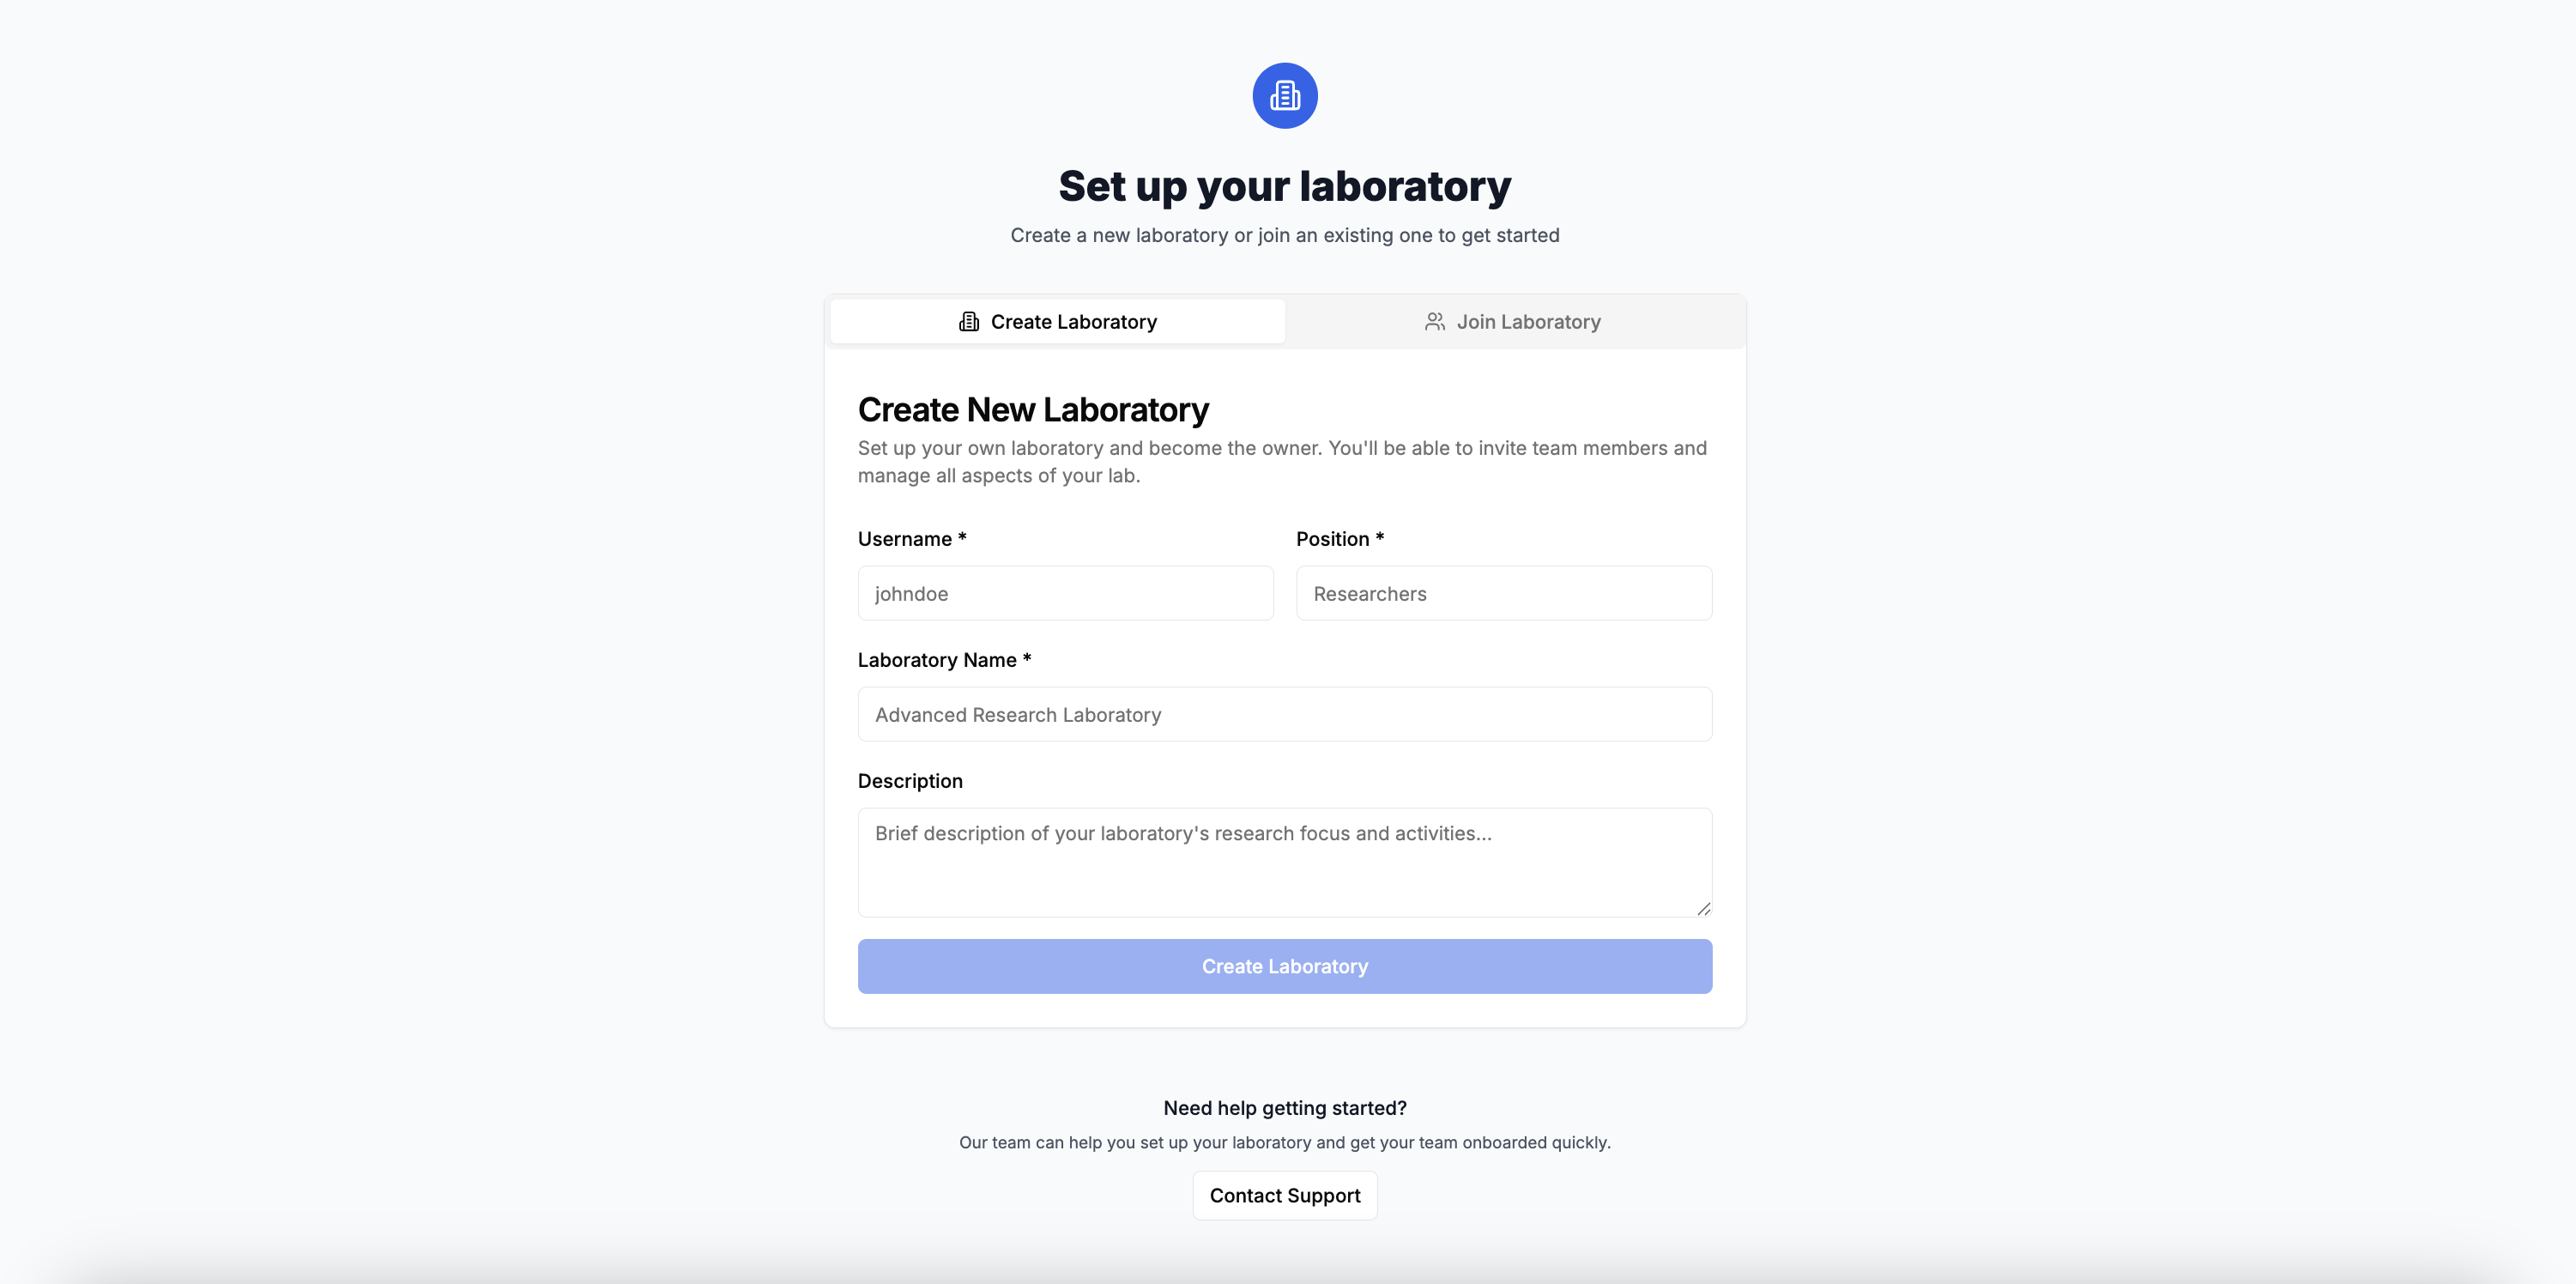 Set up your laboratory
Create a new laboratory or join an existing one to get started
Create Laboratory
Join Laboratory
Create New Laboratory
Set up your own laboratory and become the owner. You'll be able to invite team members and
manage all aspects of your lab.
Username *
Position *
johndoe
Researchers
Laboratory Name *
Advanced Research Laboratory
Description
Brief description of your laboratory's research focus and activities...
Create Laboratory
Need help getting started?
Our team can help you set up your laboratory and get your team onboarded quickly.
Contact Support